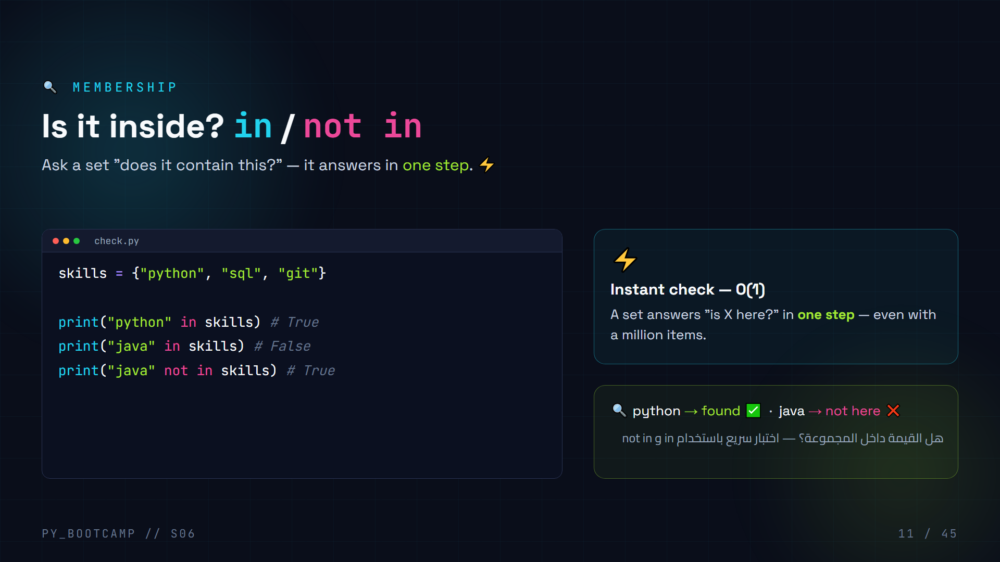 🔍 MEMBERSHIP
Is it inside? in / not in
Ask a set ”does it contain this?” — it answers in one step. ⚡
check.py
skills = {"python", "sql", "git"}
print("python" in skills) # True
print("java" in skills) # False
print("java" not in skills) # True
⚡
Instant check — O(1)
A set answers ”is X here?” in one step — even with
a million items.
🔍 python → found ✅ · java → not here ❌
هل القيمة داخل المجموعة؟ — اختبار سريع باستخدام in و not in
PY_BOOTCAMP // S06
11 / 45